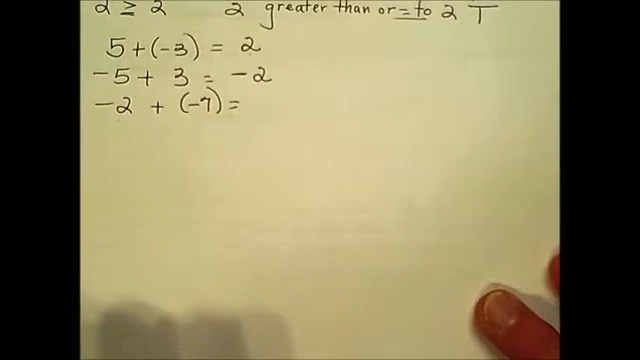 2 ≥ 2 2 greater than or = to 2 T
5 + (-3) = 2
-5 + 3 = -2
-2 + (-7) =